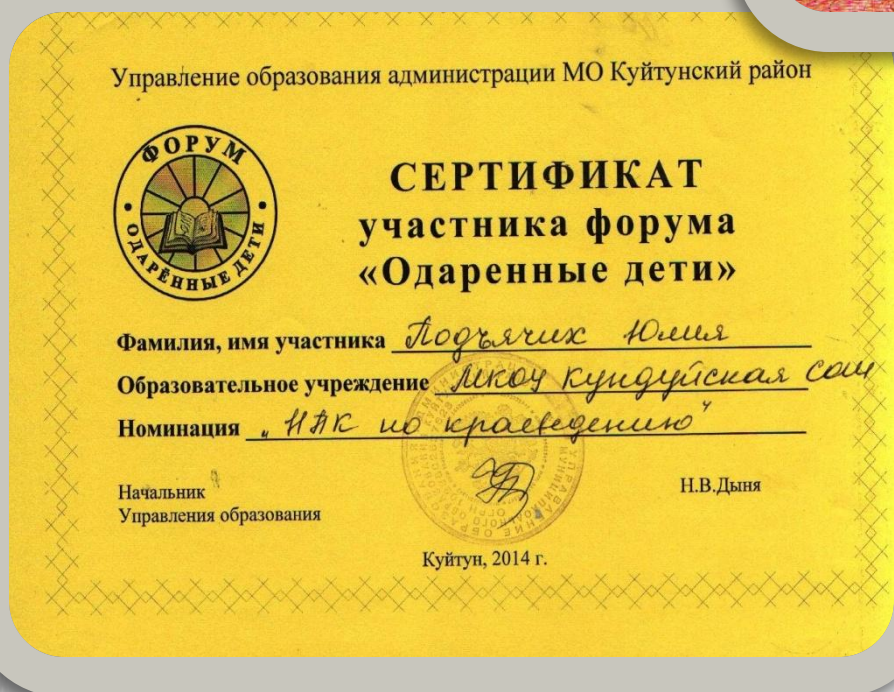 Управление образования администрации МО Куйтунский район
ФОРУМ
ОДАРЁННЫЕ ДЕТИ
СЕРТИФИКАТ
участника форума
«Одаренные дети»
Фамилия, имя участника Подъячих Юлия
Образовательное учреждение МКОУ Кундуйская сош
Номинация „НПК по краеведению"
Начальник
Управления образования
Н.В.Дыня
Куйтун, 2014 г.